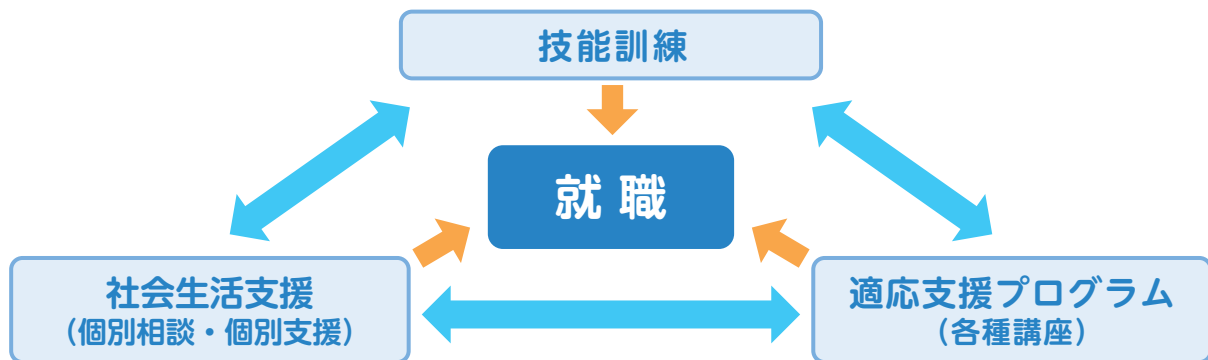 技能訓練
就職
社会生活支援
（個別相談・個別支援）
適応支援プログラム
（各種講座）